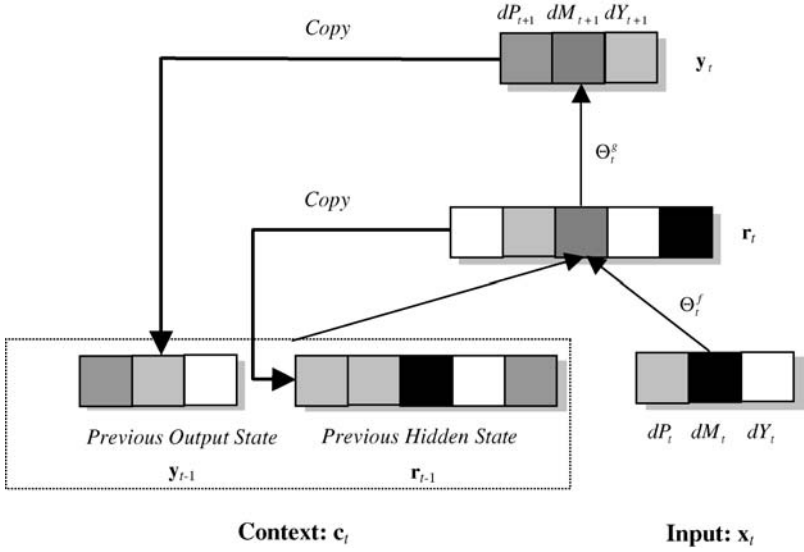 dP_{t+1} dM_{t+1} dY_{t+1}
Copy
y_t
Θ_t^g
Copy
r_t
Θ_t^f
Previous Output State
Previous Hidden State
dP_t dM_t dY_t
y_{t-1}
r_{t-1}
Context: c_t
Input: x_t